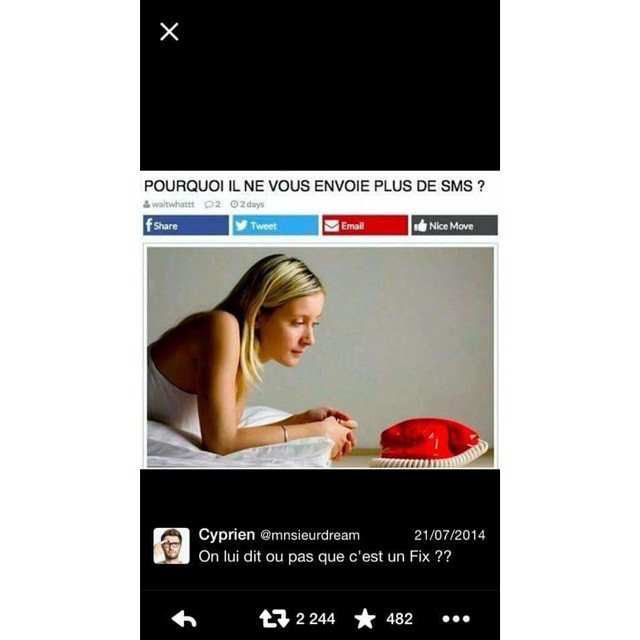 POURQUOI IL NE VOUS ENVOIE PLUS DE SMS ?
waitwhattt 2 2 days
Share Tweet Email Nice Move
Cyprien @mnsieurdream 21/07/2014
On lui dit ou pas que c'est un Fix ??
2 244 482